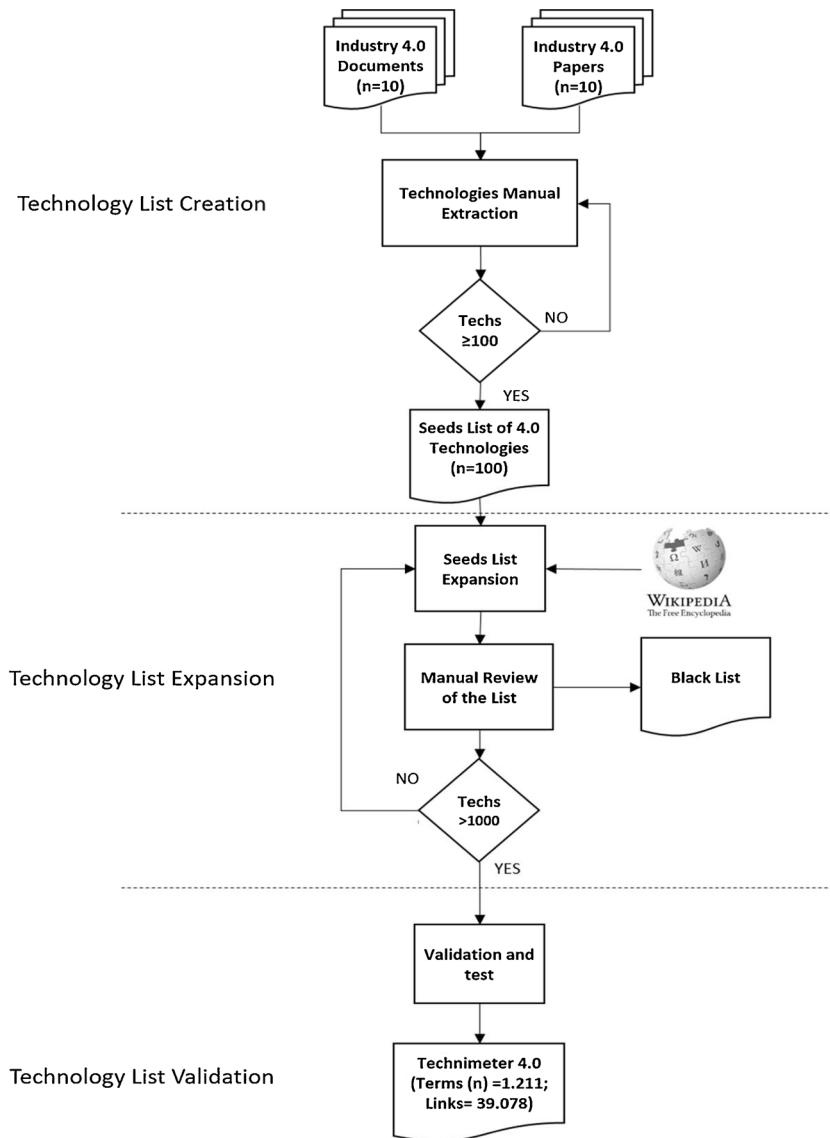 Industry 4.0
Documents
(n=10)
Industry 4.0
Papers
(n=10)
Technology List Creation
Technologies Manual
Extraction
Techs
≥100
NO
YES
Seeds List of 4.0
Technologies
(n=100)
Seeds List
Expansion
Ω
W
И
WIKIPEDIA
The Free Encyclopedia
Technology List Expansion
Manual Review
of the List
Black List
NO
Techs
>1000
YES
Validation and
test
Technology List Validation
Technimeter 4.0
(Terms (n) =1.211;
Links= 39.078)